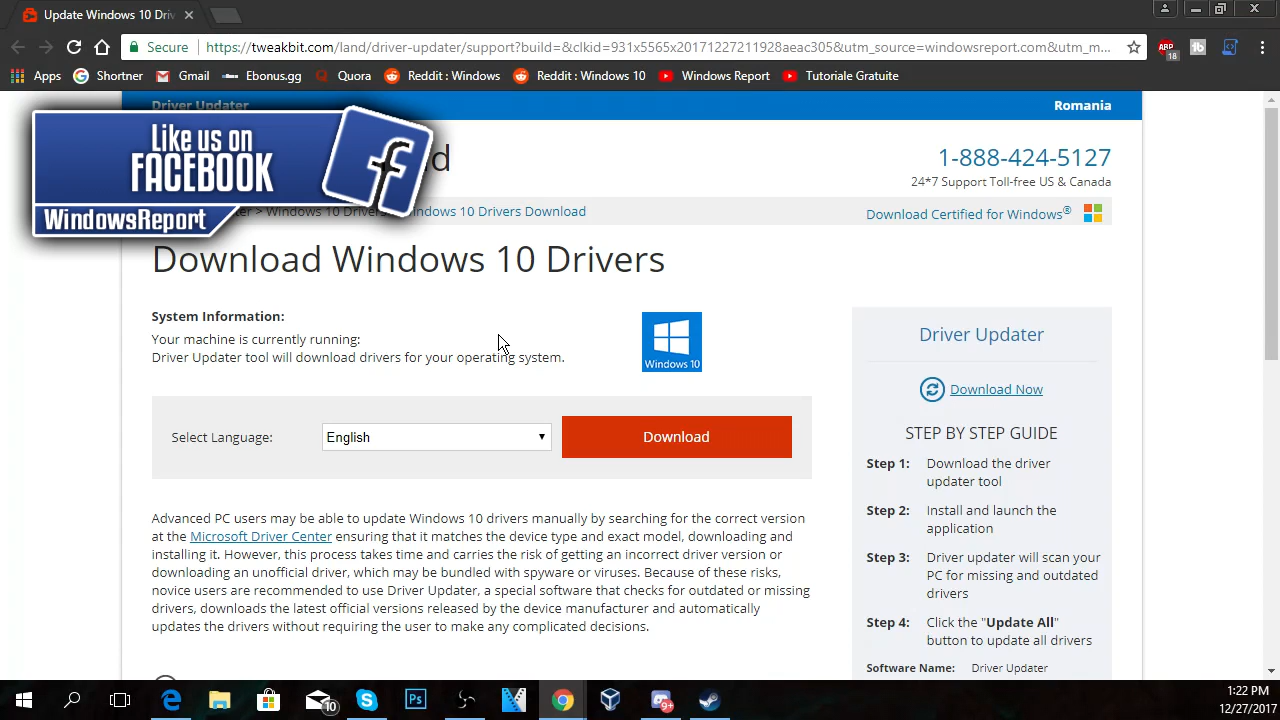 Update Windows 10 Driv
Secure
https://tweakbit.com/land/driver-updater/support?build=&clkid=931x5565x20171227211928aeac305&utm_source=windowsreport.com&utm_m...
ABP
18
Apps
Shortner
Gmail
Ebonus.gg
Quora
Reddit : Windows
Reddit : Windows 10
Windows Report
Tutoriale Gratuite
Driver Updater
Romania
Like us on
FACEBOOK
WindowsReport
1-888-424-5127
24*7 Support Toll-free US & Canada
> Windows 10 Drivers
Windows 10 Drivers Download
Download Certified for Windows®
Download Windows 10 Drivers
System Information:
Your machine is currently running:
Driver Updater tool will download drivers for your operating system.
Windows 10
Select Language:
English
Download
Advanced PC users may be able to update Windows 10 drivers manually by searching for the correct version
at the Microsoft Driver Center ensuring that it matches the device type and exact model, downloading and
installing it. However, this process takes time and carries the risk of getting an incorrect driver version or
downloading an unofficial driver, which may be bundled with spyware or viruses. Because of these risks,
novice users are recommended to use Driver Updater, a special software that checks for outdated or missing
drivers, downloads the latest official versions released by the device manufacturer and automatically
updates the drivers without requiring the user to make any complicated decisions.
Driver Updater
Download Now
STEP BY STEP GUIDE
Step 1: Download the driver
updater tool
Step 2: Install and launch the
application
Step 3: Driver updater will scan your
PC for missing and outdated
drivers
Step 4: Click the "Update All"
button to update all drivers
Software Name: Driver Updater
10
Ps
9+
1:22 PM
12/27/2017